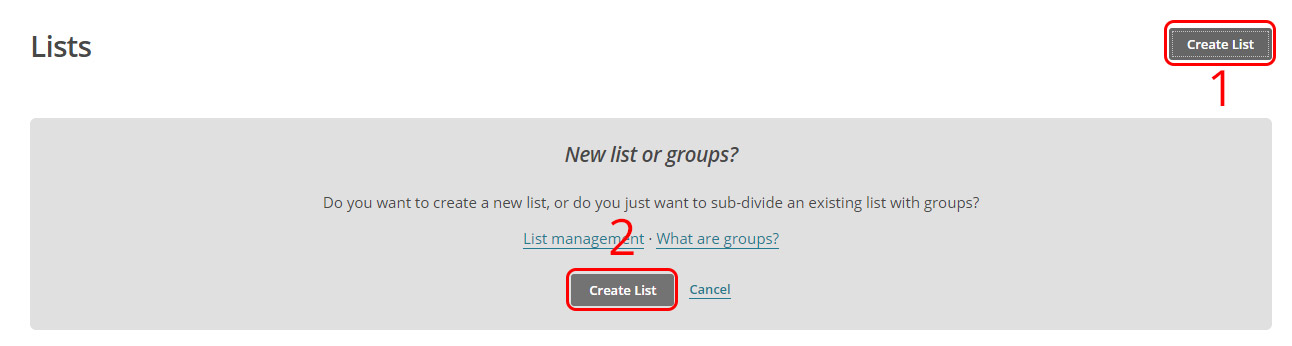 Lists
Create List
1
New list or groups?
Do you want to create a new list, or do you just want to sub-divide an existing list with groups?
2
List management · What are groups?
Create List Cancel